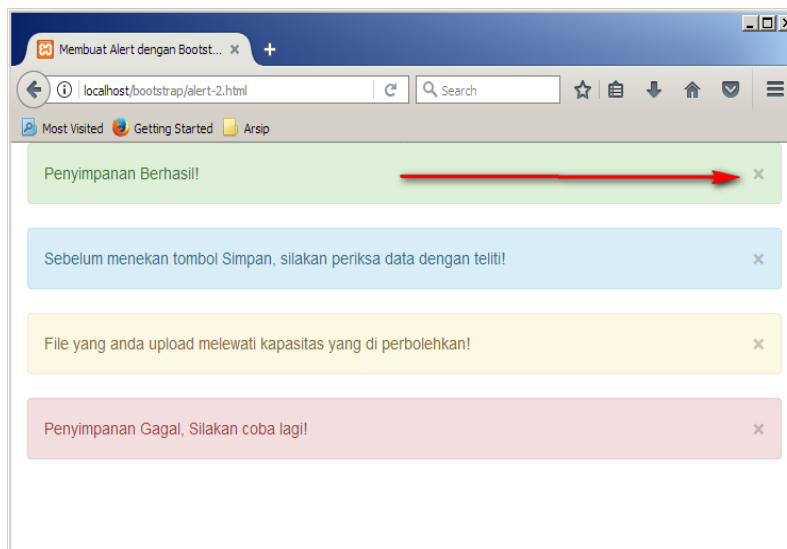 Membuat Alert dengan Bootst... ×
localhost/bootstrap/alert-2.html
Search
Most Visited Getting Started Arsip
Penyimpanan Berhasil! ×
Sebelum menekan tombol Simpan, silakan periksa data dengan teliti! ×
File yang anda upload melewati kapasitas yang di perbolehkan! ×
Penyimpanan Gagal, Silakan coba lagi! ×